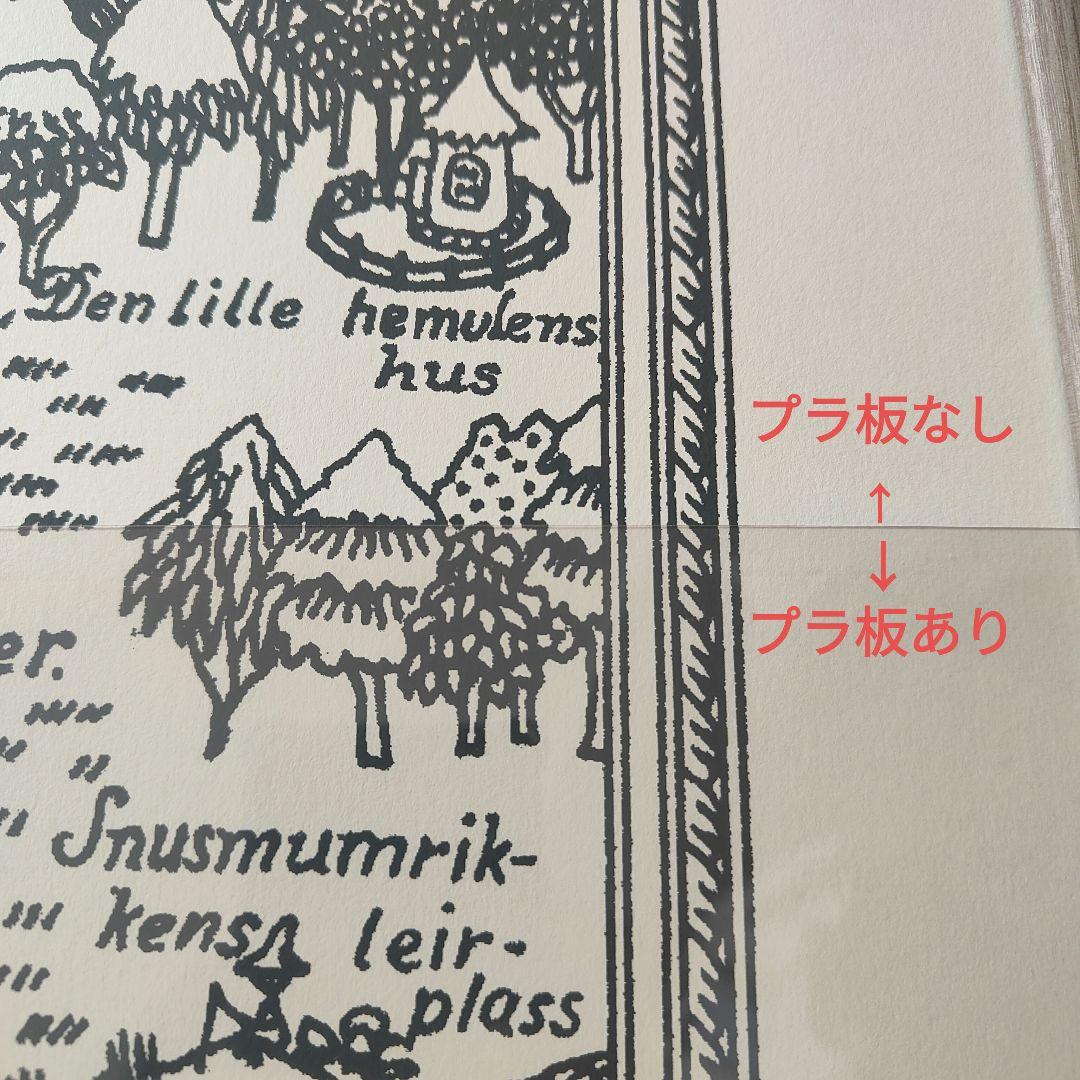 Den lille hemulens
hus
プラ板なし
↑
↓
プラ板あり
er.
Snusmumrik-
kens leir-
plass